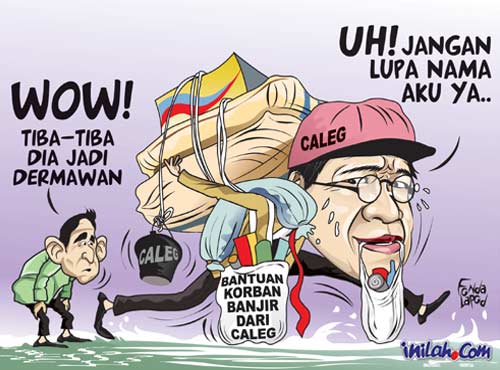 WOW!
TIBA-TIBA
DIA JADI
DERMAWAN
UH! JANGAN
LUPA NAMA
AKU YA..
CALEG
CALEG
BANTUAN
KORBAN
BANJIR
DARI
CALEG
Fonda
Lapod
inilah.Com